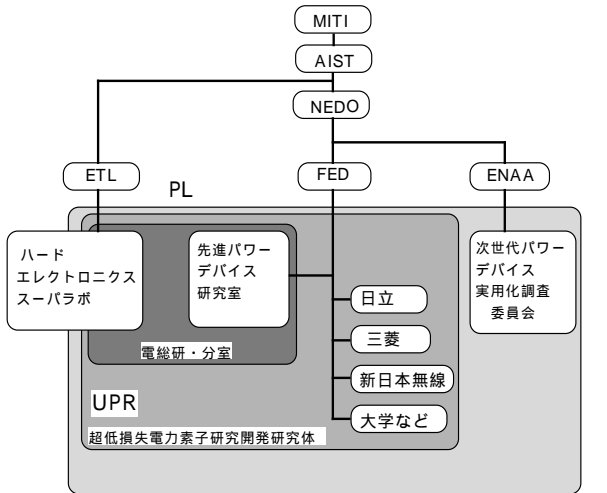 MITI
AIST
NEDO
ETL
FED
ENAA
PL
ハード
エレクトロニクス
スーパラボ
先進パワー
デバイス
研究室
次世代パワー
デバイス
実用化調査
委員会
日立
三菱
新日本無線
大学など
電総研・分室
UPR
超低損失電力素子研究開発研究体